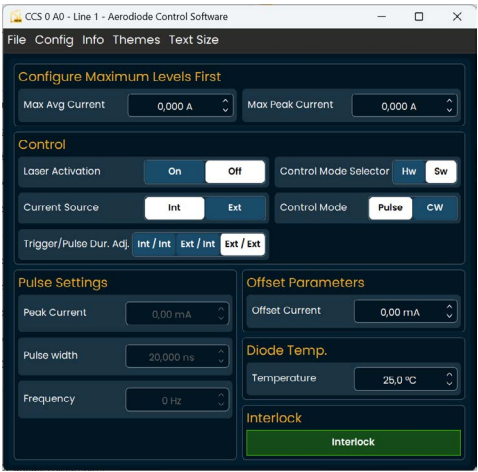 CCS 0 A0 - Line 1 - Aerodiode Control Software
File Config Info Themes Text Size
Configure Maximum Levels First
Max Avg Current 0,000 A Max Peak Current 0,000 A
Control
Laser Activation On Off Control Mode Selector Hw Sw
Current Source Int Ext Control Mode Pulse CW
Trigger/Pulse Dur. Adj. Int / Int Ext / Int Ext / Ext
Pulse Settings
Peak Current 0,00 mA
Pulse width 20,000 ns
Frequency 0 Hz
Offset Parameters
Offset Current 0,00 mA
Diode Temp.
Temperature 25,0 ºC
Interlock
Interlock